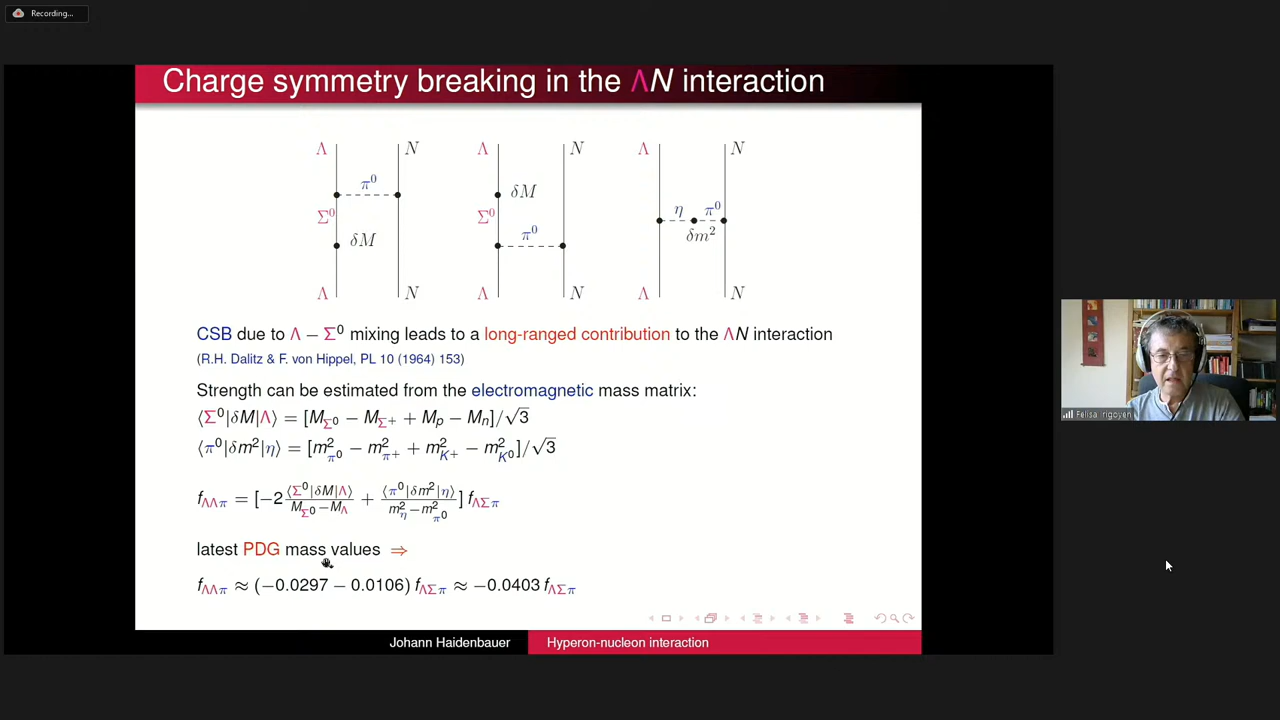 Recording...
Charge symmetry breaking in the ΛN interaction
Λ N Λ N Λ N
π⁰ δM η π⁰
Σ⁰ Σ⁰
δM π⁰ δm²
Λ N Λ N Λ N
CSB due to Λ − Σ⁰ mixing leads to a long-ranged contribution to the ΛN interaction
(R.H. Dalitz & F. von Hippel, PL 10 (1964) 153)
Strength can be estimated from the electromagnetic mass matrix:
⟨Σ⁰|δM|Λ⟩ = [M_Σ⁰ − M_Σ⁺ + M_p − M_n]/√3
⟨π⁰|δm²|η⟩ = [m²_π⁰ − m²_π⁺ + m²_K⁺ − m²_K⁰]/√3
f_ΛΛπ = [−2 ⟨Σ⁰|δM|Λ⟩/(M_Σ⁰ − M_Λ) + ⟨π⁰|δm²|η⟩/(m²_η − m²_π⁰)] f_ΛΣπ
latest PDG mass values ⇒
f_ΛΛπ ≈ (−0.0297 − 0.0106) f_ΛΣπ ≈ −0.0403 f_ΛΣπ
Johann Haidenbauer Hyperon-nucleon interaction
Felisa Irigoyen